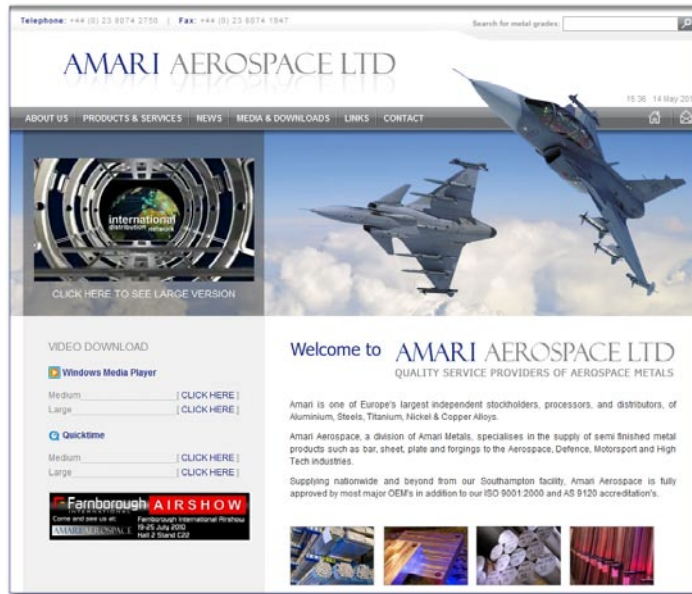 Telephone: +44 (0) 23 8074 2750 | Fax: +44 (0) 23 8074 1947
Search for metal grades:
AMARI AEROSPACE LTD
15:36 14 May 201
ABOUT US PRODUCTS & SERVICES NEWS MEDIA & DOWNLOADS LINKS CONTACT
international
distribution network
CLICK HERE TO SEE LARGE VERSION
VIDEO DOWNLOAD
Windows Media Player
Medium [ CLICK HERE ]
Large [ CLICK HERE ]
Quicktime
Medium [ CLICK HERE ]
Large [ CLICK HERE ]
Farnborough AIRSHOW
INTERNATIONAL
Come and see us at:
AMARI AEROSPACE
Farnborough International Airshow
19-25 July 2010
Hall 2 Stand C22
Welcome to AMARI AEROSPACE LTD
QUALITY SERVICE PROVIDERS OF AEROSPACE METALS
Amari is one of Europe's largest independent stockholders, processors, and distributors, of
Aluminium, Steels, Titanium, Nickel & Copper Alloys.
Amari Aerospace, a division of Amari Metals, specialises in the supply of semi finished metal
products such as bar, sheet, plate and forgings to the Aerospace, Defence, Motorsport and High
Tech industries.
Supplying nationwide and beyond from our Southampton facility, Amari Aerospace is fully
approved by most major OEM's in addition to our ISO 9001:2000 and AS 9120 accreditation's.